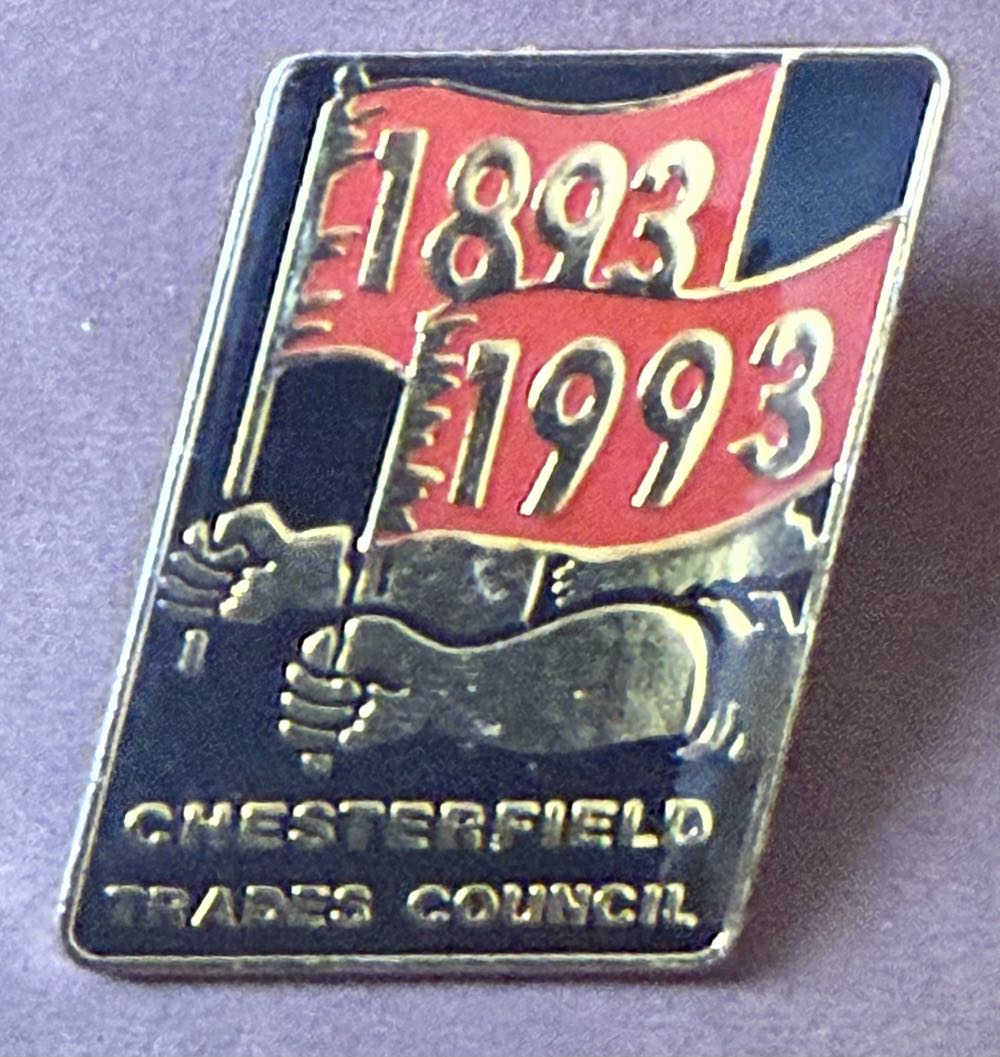 1893
1993
CHESTERFIELD
TRADES COUNCIL